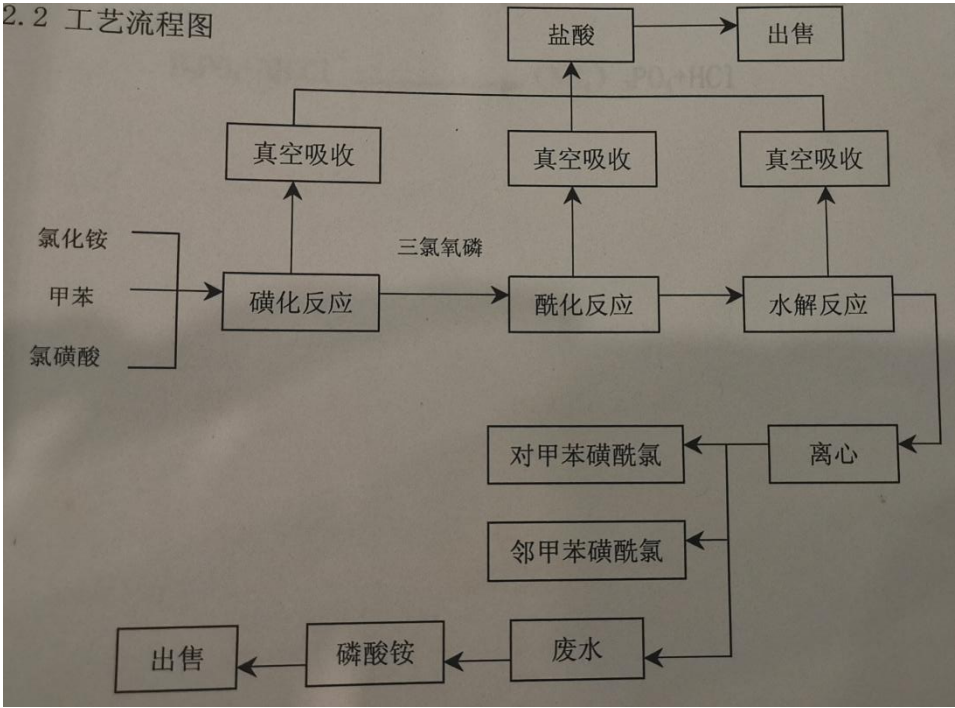 2.2 工艺流程图
盐酸
出售
真空吸收
真空吸收
真空吸收
氯化铵
甲苯
氯磺酸
三氯氧磷
磺化反应
酰化反应
水解反应
对甲苯磺酰氯
离心
邻甲苯磺酰氯
出售
磷酸铵
废水